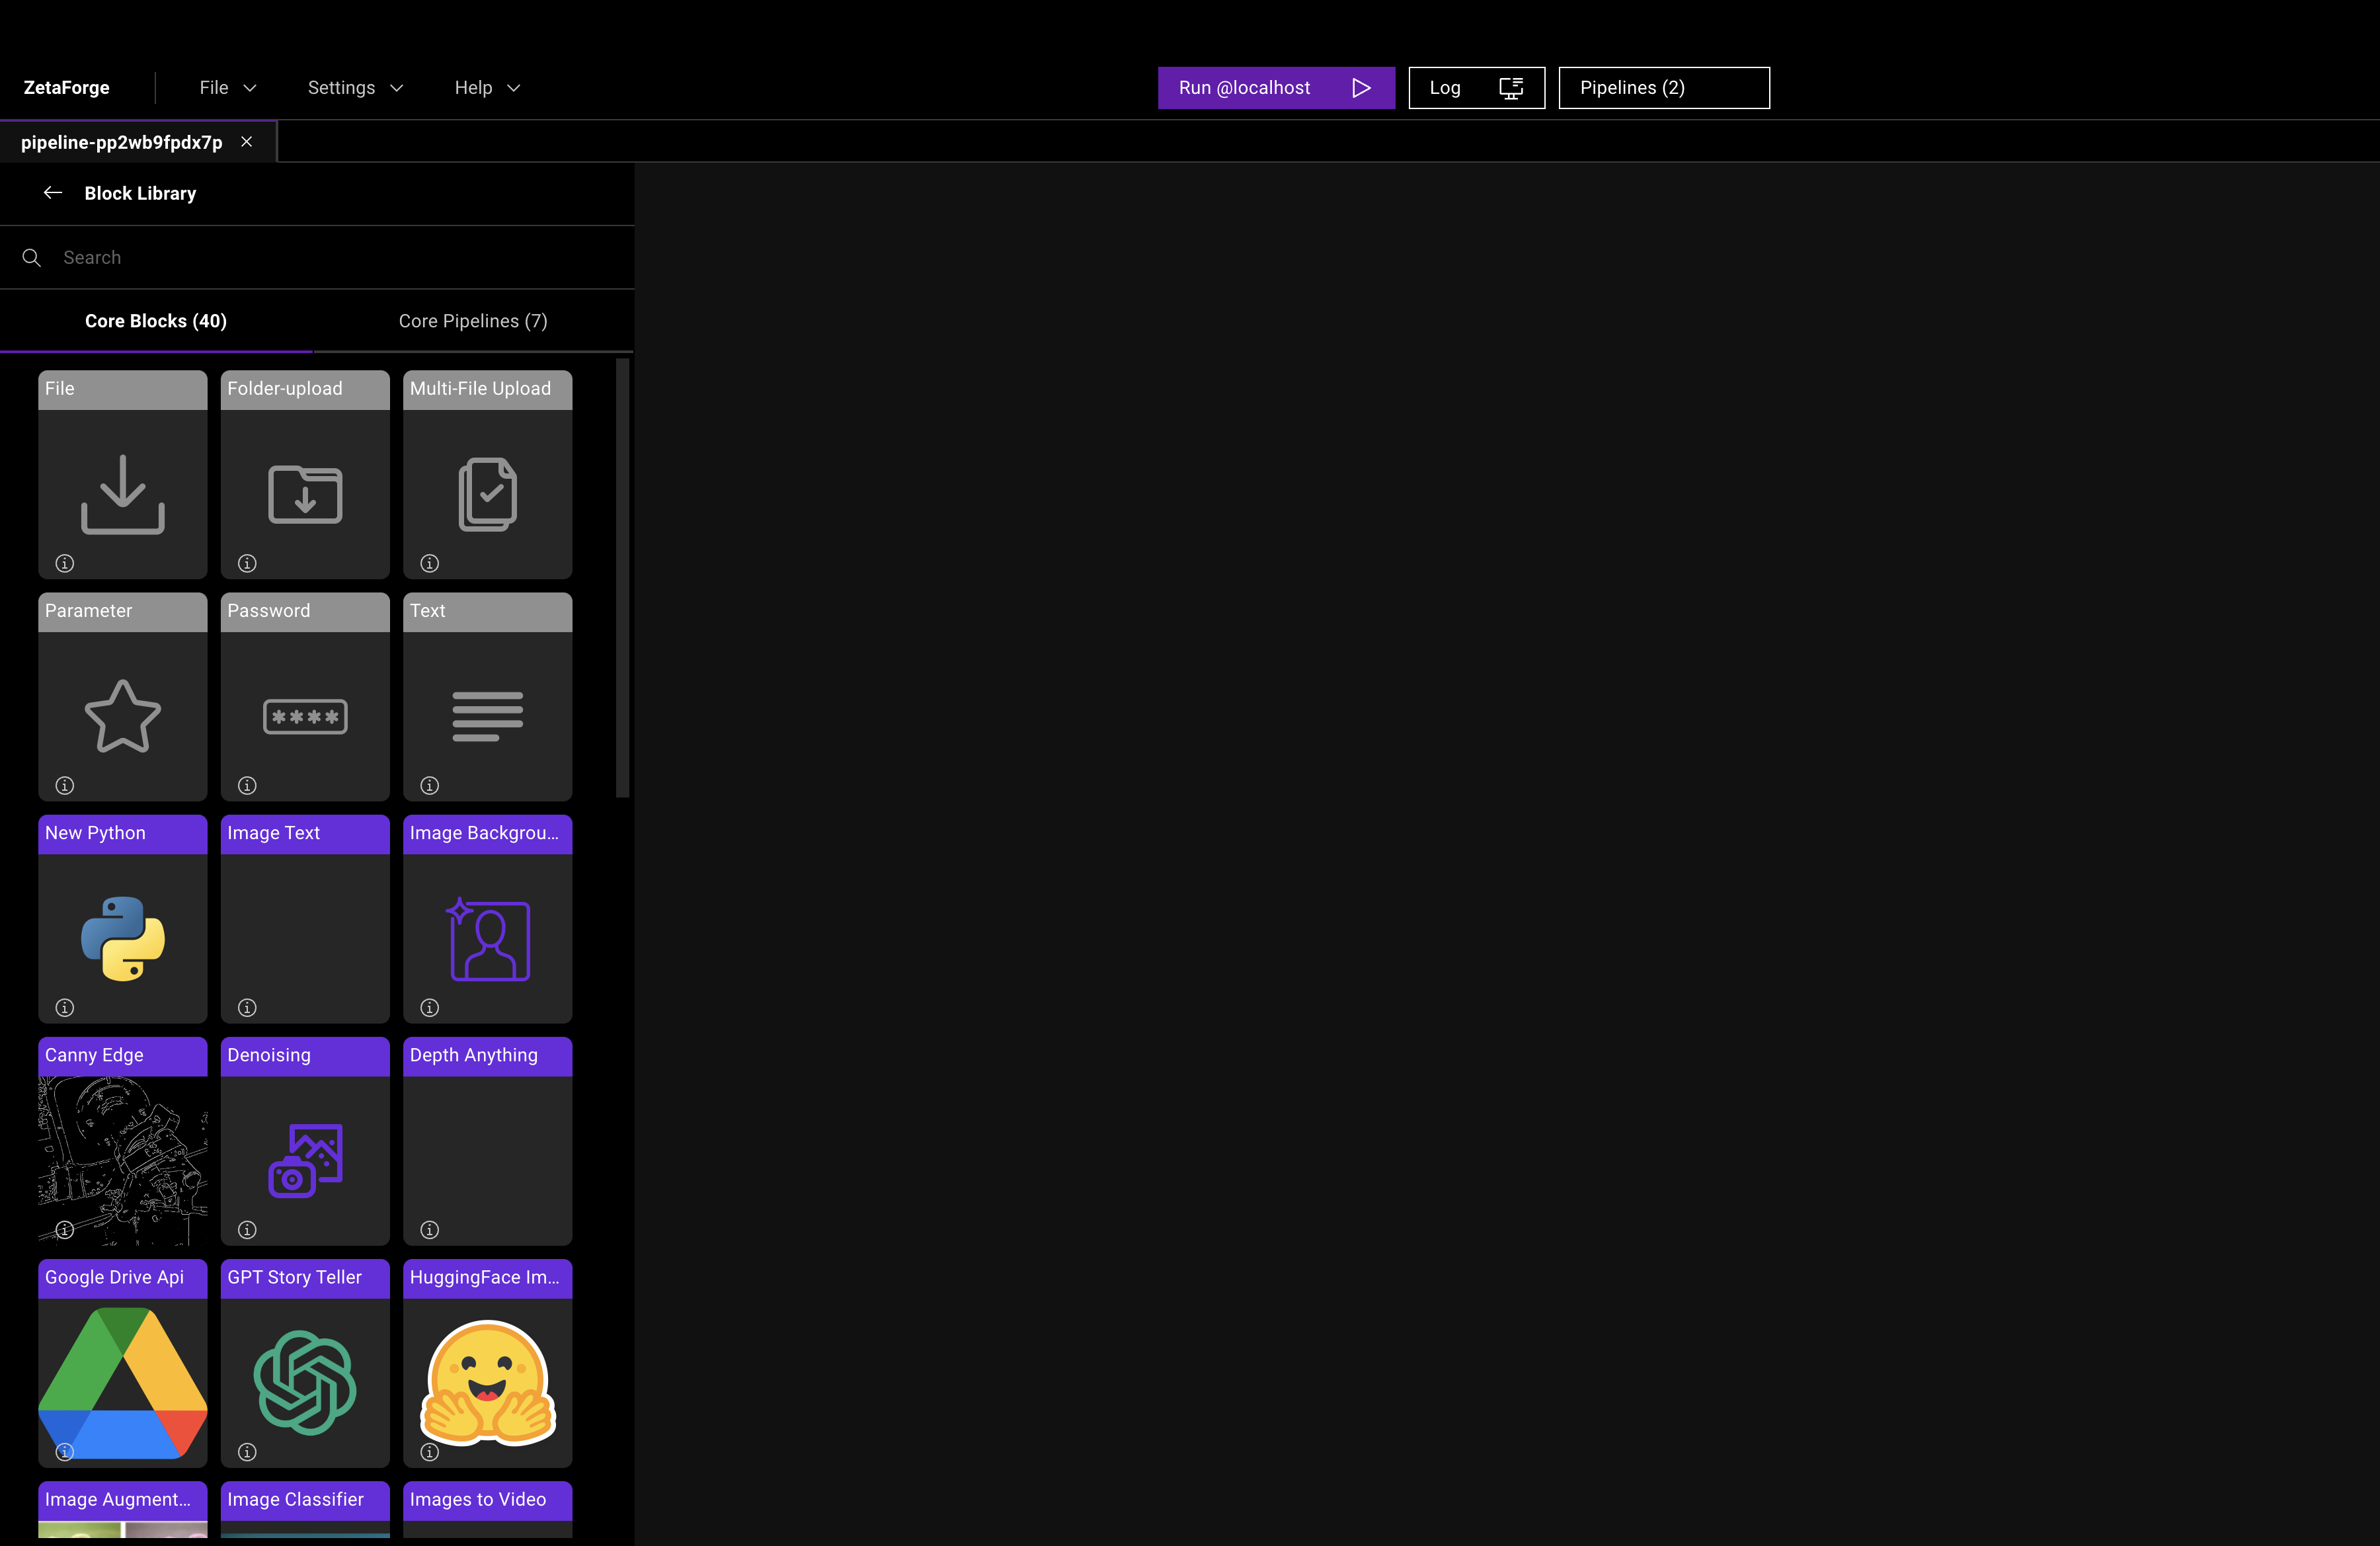 ZetaForge
File
Settings
Help
Run @localhost
Log
Pipelines (2)
pipeline-pp2wb9fpdx7p
Block Library
Search
Core Blocks (40)
Core Pipelines (7)
File
Folder-upload
Multi-File Upload
Parameter
Password
Text
****
New Python
Image Text
Image Backgrou...
Canny Edge
Denoising
Depth Anything
Google Drive Api
GPT Story Teller
HuggingFace Im...
Image Augment...
Image Classifier
Images to Video